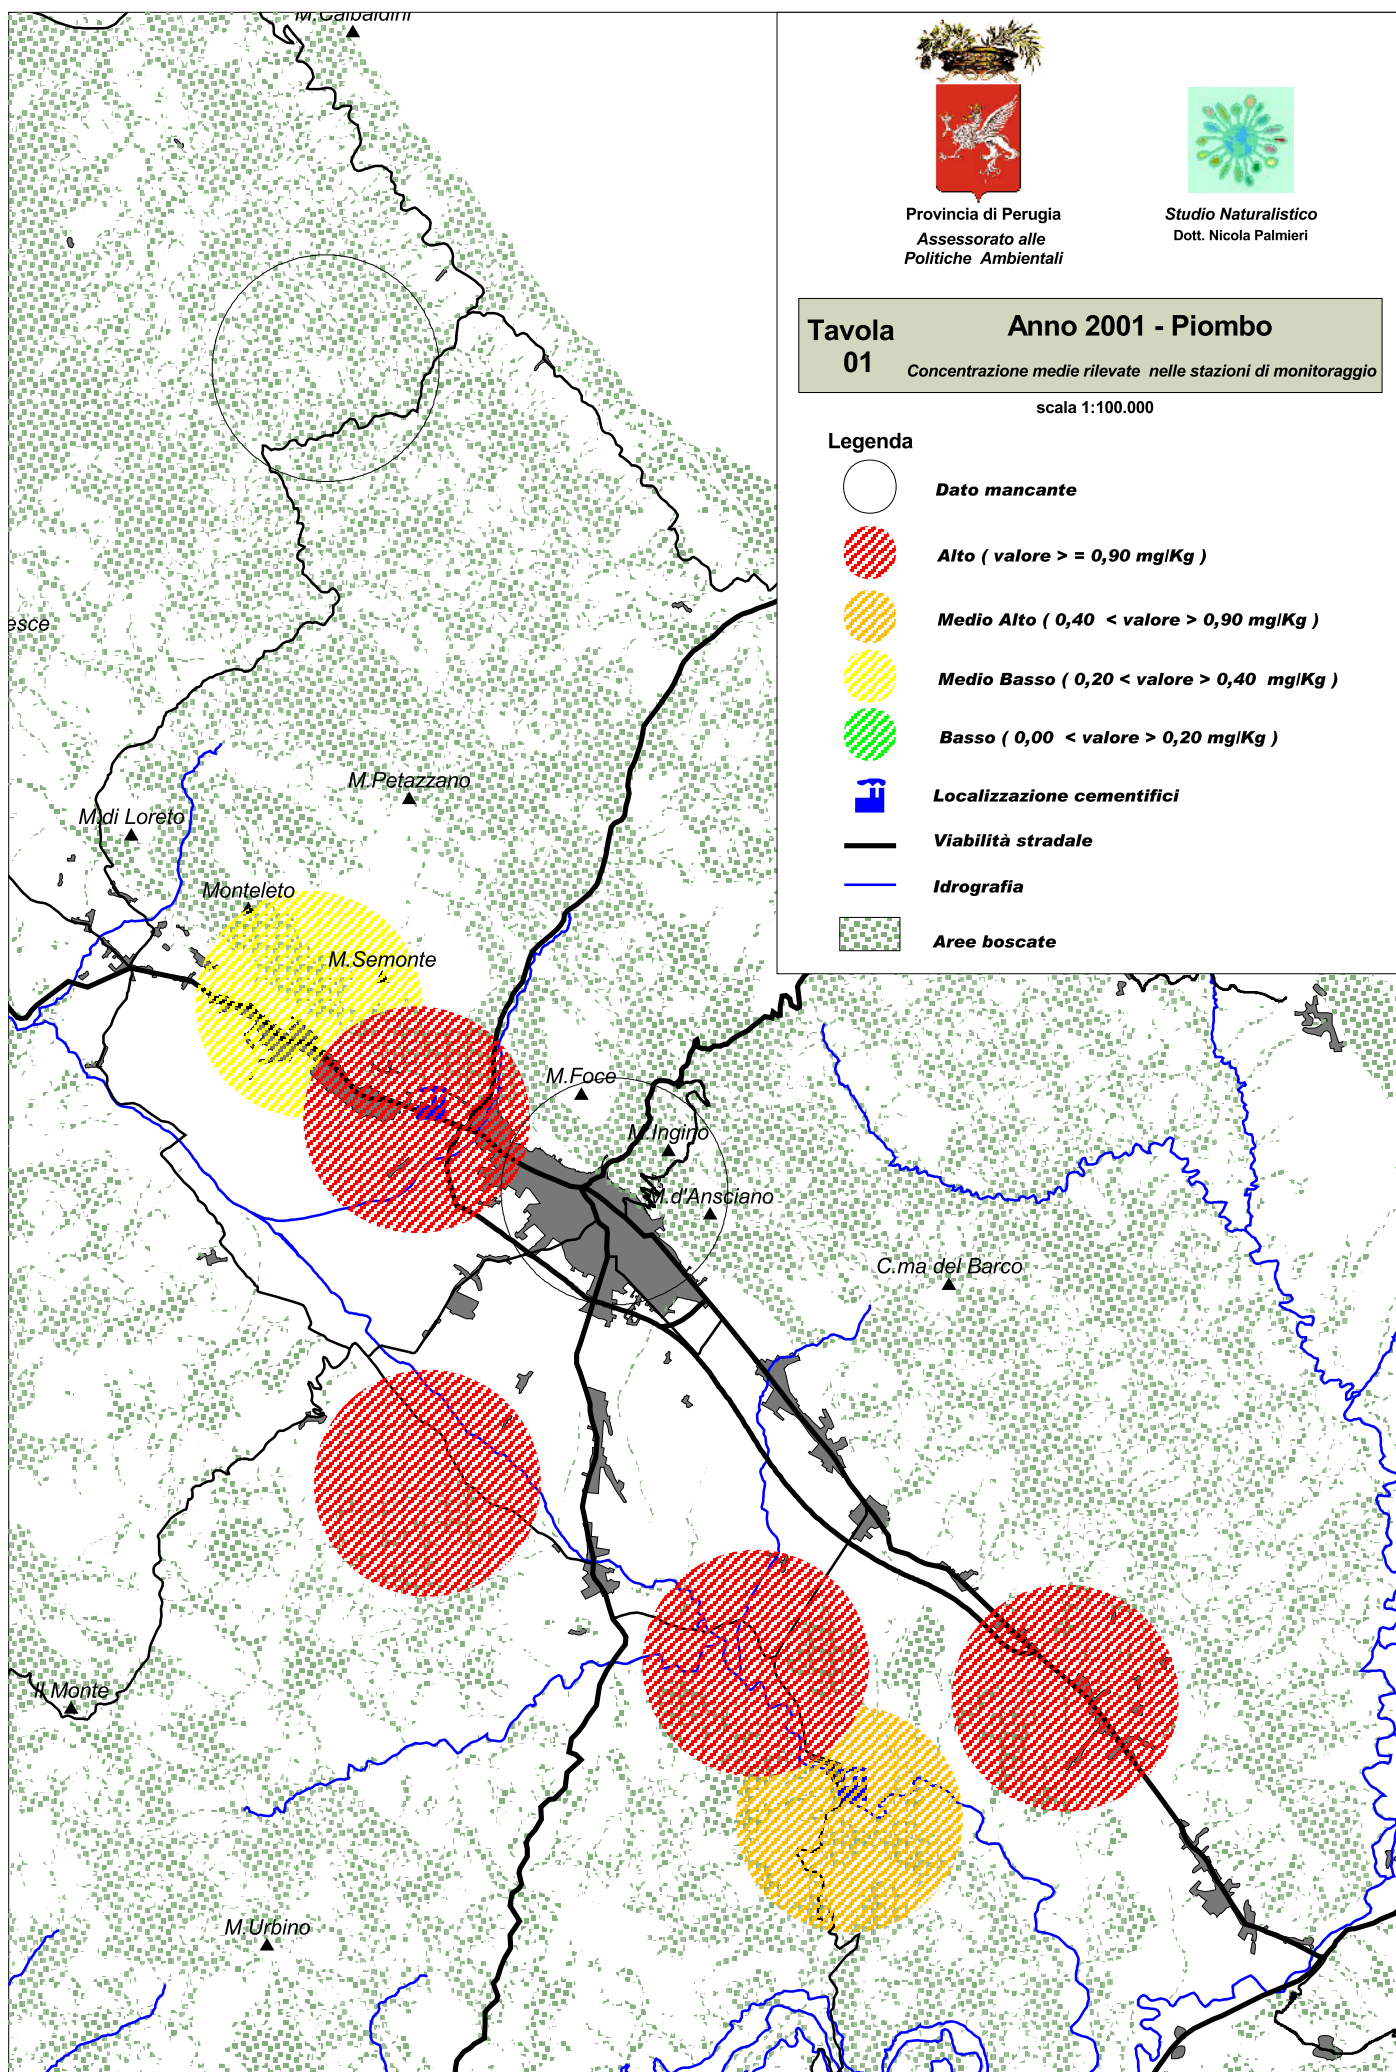 M.Calbaldini
Provincia di Perugia
Assessorato alle
Politiche Ambientali
Studio Naturalistico
Dott. Nicola Palmieri
Tavola
01
Anno 2001 - Piombo
Concentrazione medie rilevate nelle stazioni di monitoraggio
scala 1:100.000
Legenda
Dato mancante
Alto ( valore > = 0,90 mg/Kg )
Medio Alto ( 0,40 < valore > 0,90 mg/Kg )
Medio Basso ( 0,20 < valore > 0,40 mg/Kg )
Basso ( 0,00 < valore > 0,20 mg/Kg )
Localizzazione cementifici
Viabilità stradale
Idrografia
Aree boscate
esce
M.Petazzano
M.di Loreto
Monteleto
M.Semonte
M.Foce
M.Ingino
M.d'Ansciano
C.ma del Barco
Il Monte
M.Urbino